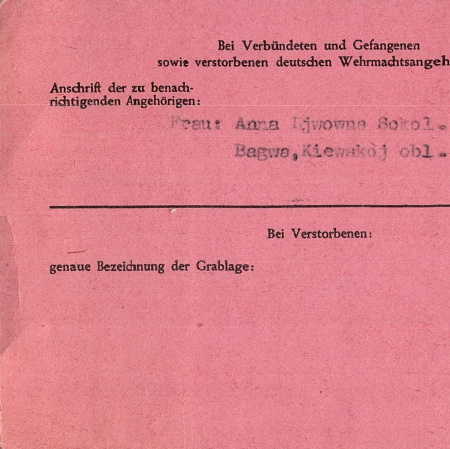 Bei Verbündeten und Gefangenen
sowie verstorbenen deutschen Wehrmachtsangeh
Anschrift der zu benach-
richtigenden Angehörigen:
Frau: Anna Ljwowna Sokol.
Bagwa,Kiewskoj obl.
Bei Verstorbenen:
genaue Bezeichnung der Grablage: